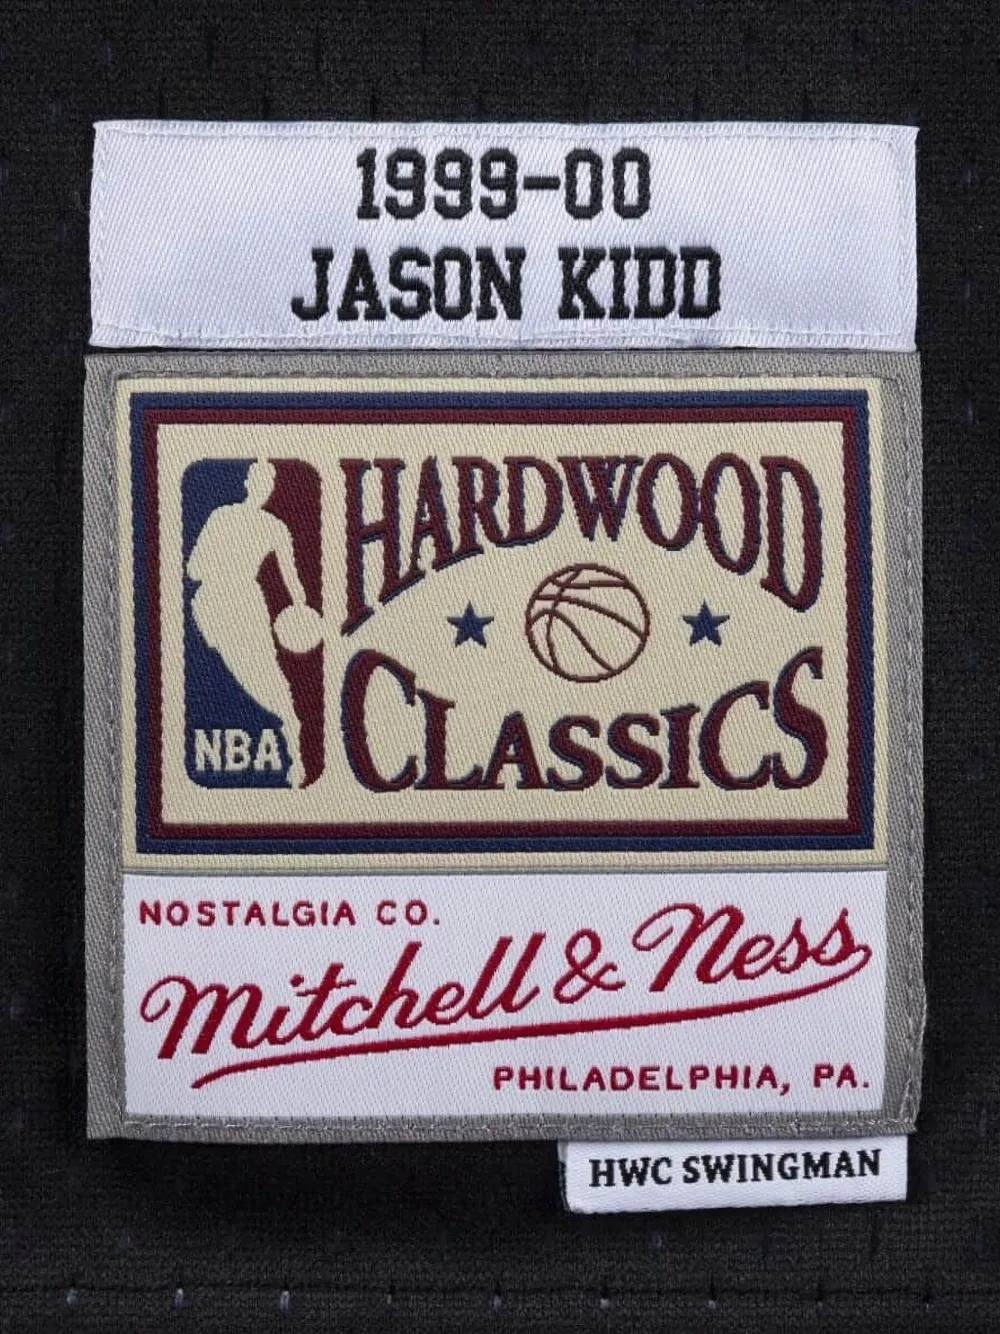 1999-00
JASON KIDD
HARDWOOD
CLASSICS
NBA
NOSTALGIA CO.
Mitchell & Ness
PHILADELPHIA, PA.
HWC SWINGMAN